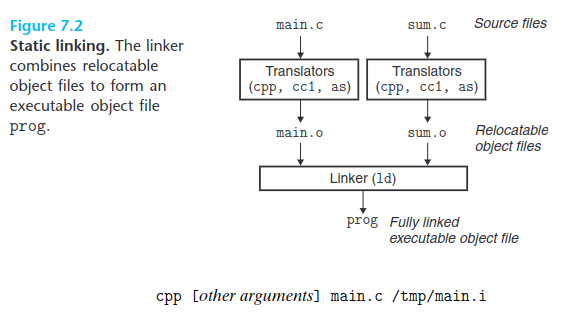 Figure 7.2
Static linking. The linker
combines relocatable
object files to form an
executable object file
prog.
main.c sum.c Source files
Translators Translators
(cpp, cc1, as) (cpp, cc1, as)
main.o sum.o Relocatable
object files
Linker (ld)
prog Fully linked
executable object file
cpp [other arguments] main.c /tmp/main.i